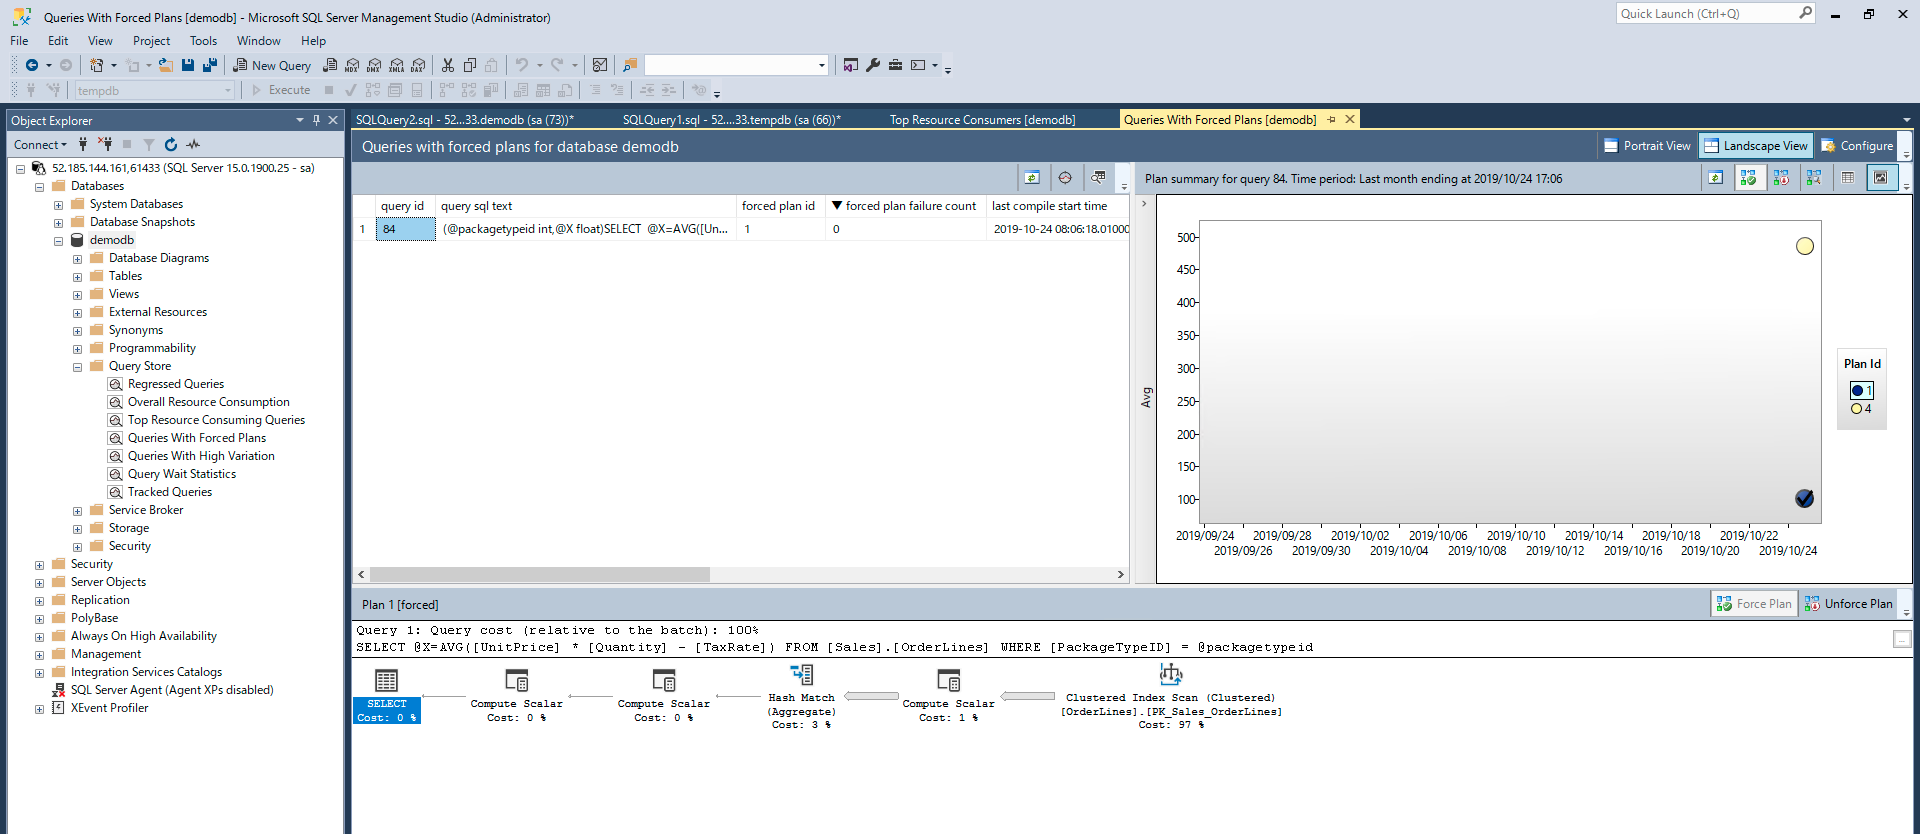 Queries With Forced Plans [demodb] - Microsoft SQL Server Management Studio (Administrator)
Quick Launch (Ctrl+Q)
File Edit View Project Tools Window Help
New Query
MDX DMX XMLA DAX
tempdb
Execute
Object Explorer
SQLQuery2.sql - 52...33.demodb (sa (73))*
SQLQuery1.sql - 52....33.tempdb (sa (66))*
Top Resource Consumers [demodb]
Queries With Forced Plans [demodb]
Connect
Queries with forced plans for database demodb
Portrait View
Landscape View
Configure
52.185.144.161,61433 (SQL Server 15.0.1900.25 - sa)
Databases
System Databases
Database Snapshots
demodb
Database Diagrams
Tables
Views
External Resources
Synonyms
Programmability
Query Store
Regressed Queries
Overall Resource Consumption
Top Resource Consuming Queries
Queries With Forced Plans
Queries With High Variation
Query Wait Statistics
Tracked Queries
Service Broker
Storage
Security
Security
Server Objects
Replication
PolyBase
Always On High Availability
Management
Integration Services Catalogs
SQL Server Agent (Agent XPs disabled)
XEvent Profiler
query id query sql text forced plan id forced plan failure count last compile start time
1 84 (@packagetypeid int,@X float)SELECT @X=AVG([Un... 1 0 2019-10-24 08:06:18.01000
Plan summary for query 84. Time period: Last month ending at 2019/10/24 17:06
Avg
500
450
400
350
300
250
200
150
100
2019/09/24 2019/09/28 2019/10/02 2019/10/06 2019/10/10 2019/10/14 2019/10/18 2019/10/22
2019/09/26 2019/09/30 2019/10/04 2019/10/08 2019/10/12 2019/10/16 2019/10/20 2019/10/24
Plan Id
1
4
Plan 1 [forced]
Force Plan
Unforce Plan
Query 1: Query cost (relative to the batch): 100%
SELECT @X=AVG([UnitPrice] * [Quantity] - [TaxRate]) FROM [Sales].[OrderLines] WHERE [PackageTypeID] = @packagetypeid
...
SELECT
Cost: 0 %
Compute Scalar
Cost: 0 %
Compute Scalar
Cost: 0 %
Hash Match
(Aggregate)
Cost: 3 %
Compute Scalar
Cost: 1 %
Clustered Index Scan (Clustered)
[OrderLines].[PK_Sales_OrderLines]
Cost: 97 %